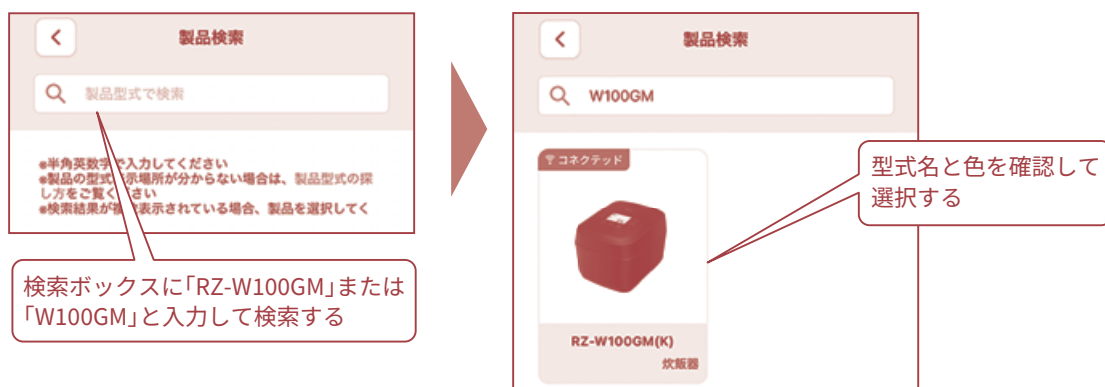 製品検索
製品型式で検索
※半角英数字で入力してください
※製品の型式表示場所が分からない場合は、製品型式の探
し方をご覧ください
※検索結果が複数表示されている場合、製品を選択してく
検索ボックスに「RZ-W100GM」または
「W100GM」と入力して検索する
製品検索
W100GM
コネクテッド
RZ-W100GM(K)
炊飯器
型式名と色を確認して
選択する